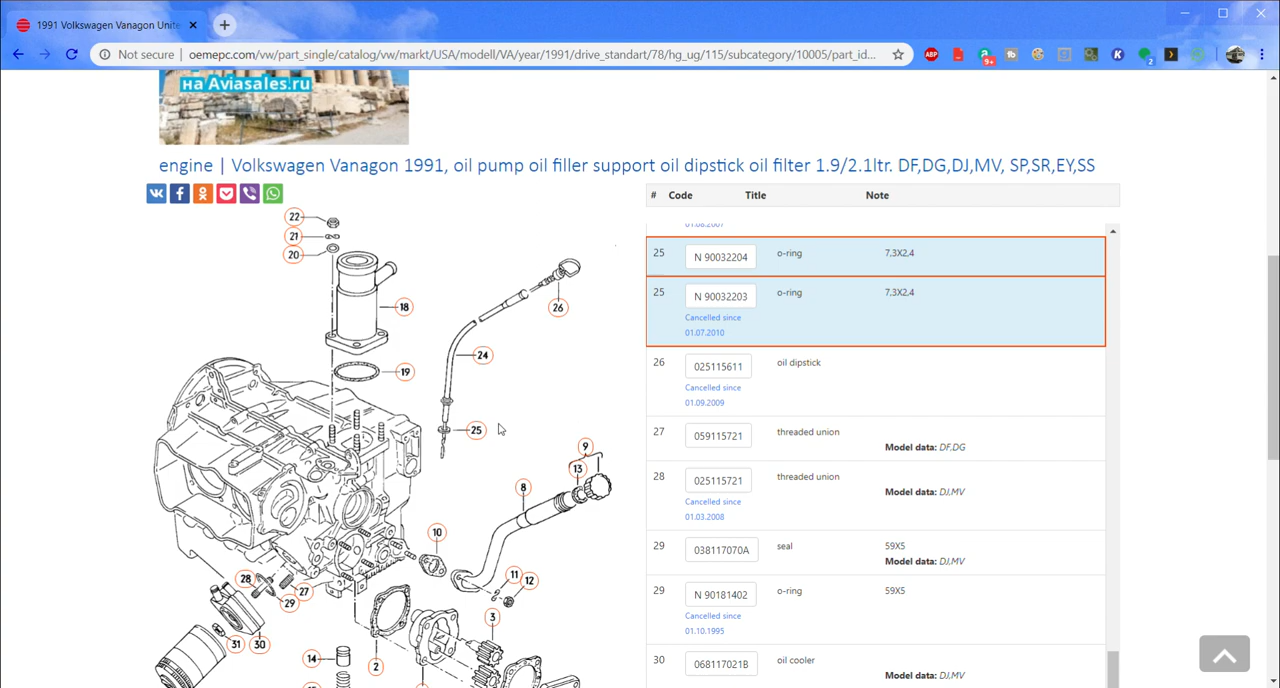 1991 Volkswagen Vanagon Unite
Not secure | oemepc.com/vw/part_single/catalog/vw/markt/USA/modell/VA/year/1991/drive_standart/78/hg_ug/115/subcategory/10005/part_id...
ABP
9+
K
2
на Aviasales.ru
engine | Volkswagen Vanagon 1991, oil pump oil filler support oil dipstick oil filter 1.9/2.1ltr. DF,DG,DJ,MV, SP,SR,EY,SS
# Code Title Note
01.08.2007
25 N 90032204 o-ring 7,3X2,4
25 N 90032203 o-ring 7,3X2,4
Cancelled since
01.07.2010
26 025115611 oil dipstick
Cancelled since
01.09.2009
27 059115721 threaded union
Model data: DF,DG
28 025115721 threaded union
Model data: DJ,MV
Cancelled since
01.03.2008
29 038117070A seal 59X5
Model data: DJ,MV
29 N 90181402 o-ring 59X5
Cancelled since
01.10.1995
30 068117021B oil cooler
Model data: DJ,MV
22
21
20
18
26
24
19
25
9
13
8
10
11
12
28
27
29
3
31
30
14
2